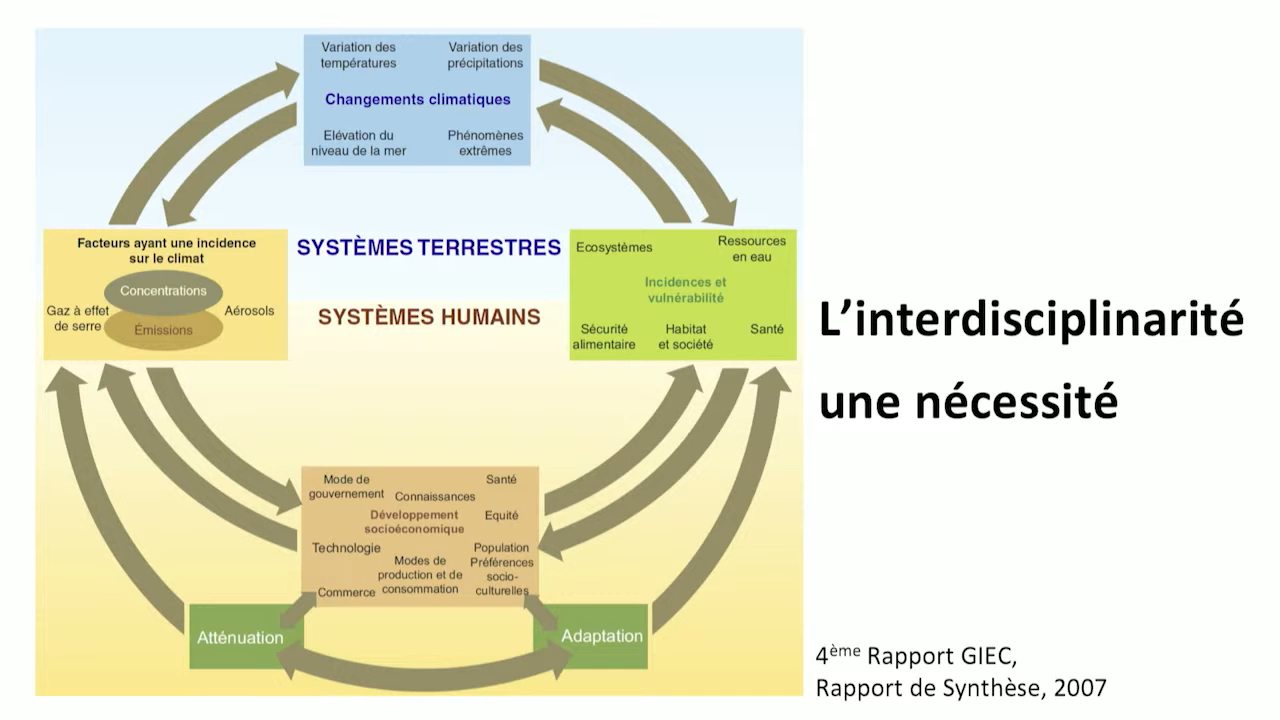 Variation des
températures
Variation des
précipitations
Changements climatiques
Elévation du
niveau de la mer
Phénomènes
extrêmes
Facteurs ayant une incidence
sur le climat
Concentrations
Gaz à effet
de serre
Aérosols
Émissions
SYSTÈMES TERRESTRES
SYSTÈMES HUMAINS
Ecosystèmes
Ressources
en eau
Incidences et
vulnérabilité
Sécurité
alimentaire
Habitat
et société
Santé
L’interdisciplinarité
une nécessité
Mode de
gouvernement
Connaissances
Santé
Développement
socioéconomique
Equité
Technologie
Modes de
production et de
consommation
Population
Préférences
socio-
culturelles
Commerce
Atténuation
Adaptation
4ème Rapport GIEC,
Rapport de Synthèse, 2007